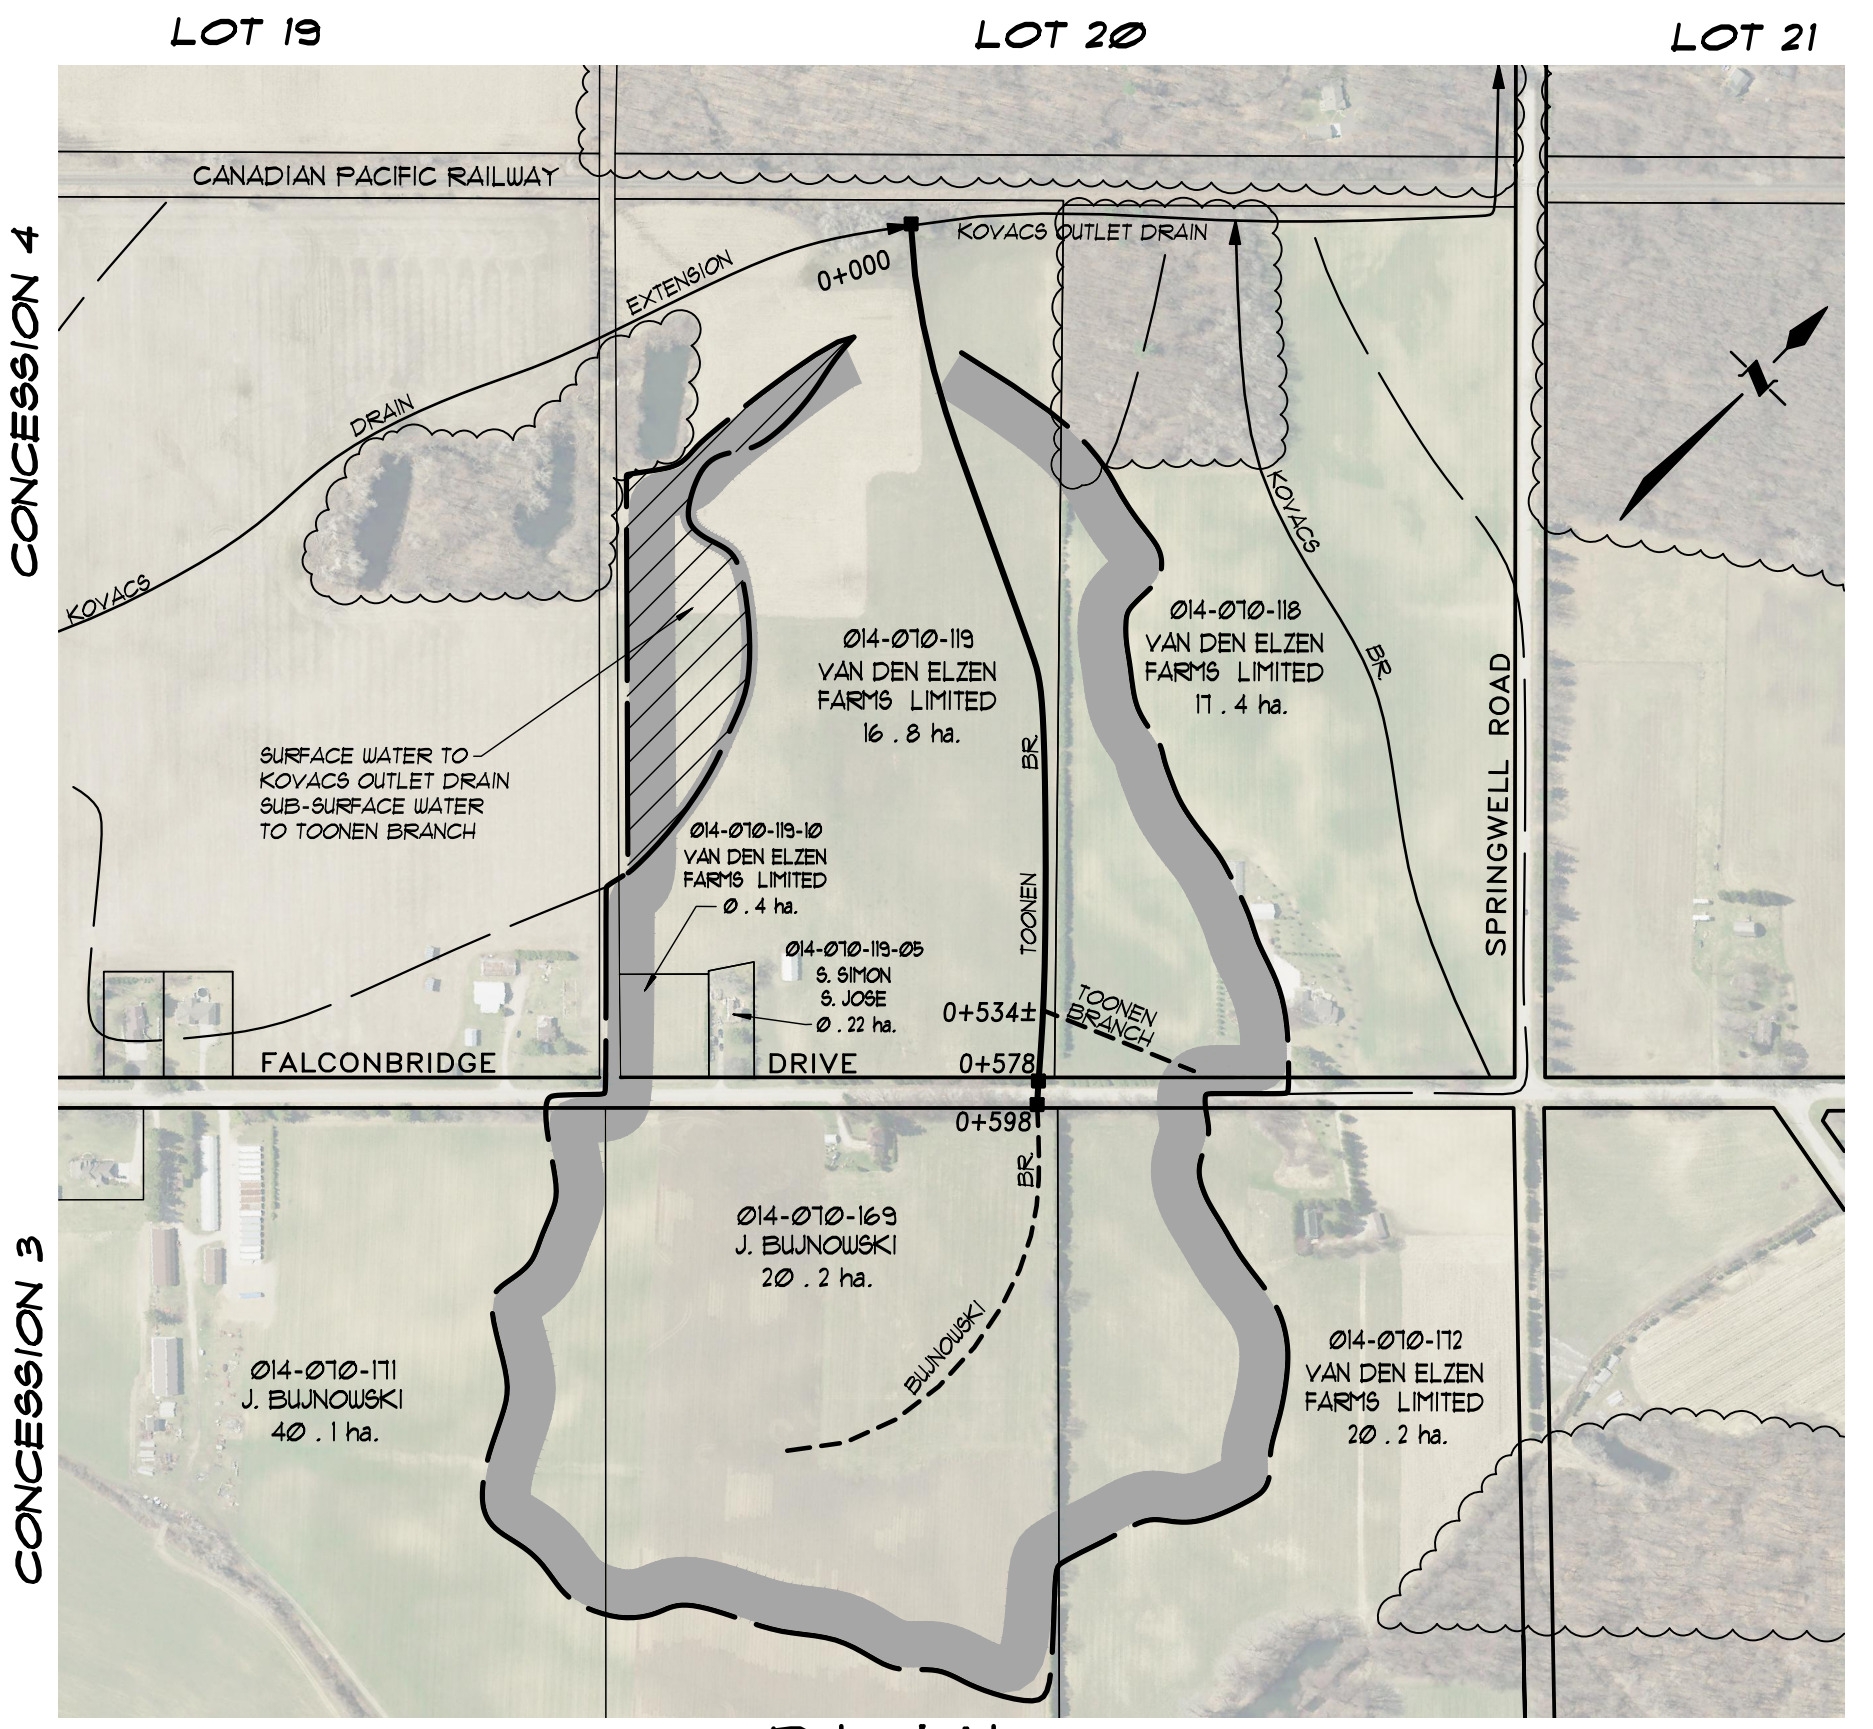 LOT 19
LOT 20
LOT 21
CANADIAN PACIFIC RAILWAY
CONCESSION 4
KOVACS OUTLET DRAIN
0+000
EXTENSION
DRAIN
KOVACS
KOVACS
BR.
014-070-119
VAN DEN ELZEN
FARMS LIMITED
16 . 8 ha.
014-070-118
VAN DEN ELZEN
FARMS LIMITED
17 . 4 ha.
SPRINGWELL ROAD
BR.
TOONEN
SURFACE WATER TO
KOVACS OUTLET DRAIN
SUB-SURFACE WATER
TO TOONEN BRANCH
014-070-119-10
VAN DEN ELZEN
FARMS LIMITED
0 . 4 ha.
014-070-119-05
S. SIMON
S. JOSE
0 . 22 ha.
0+534±
TOONEN
BRANCH
FALCONBRIDGE
DRIVE
0+578
0+598
BR.
BUJNOWSKI
CONCESSION 3
014-070-169
J. BUJNOWSKI
20 . 2 ha.
014-070-171
J. BUJNOWSKI
40 . 1 ha.
014-070-172
VAN DEN ELZEN
FARMS LIMITED
20 . 2 ha.